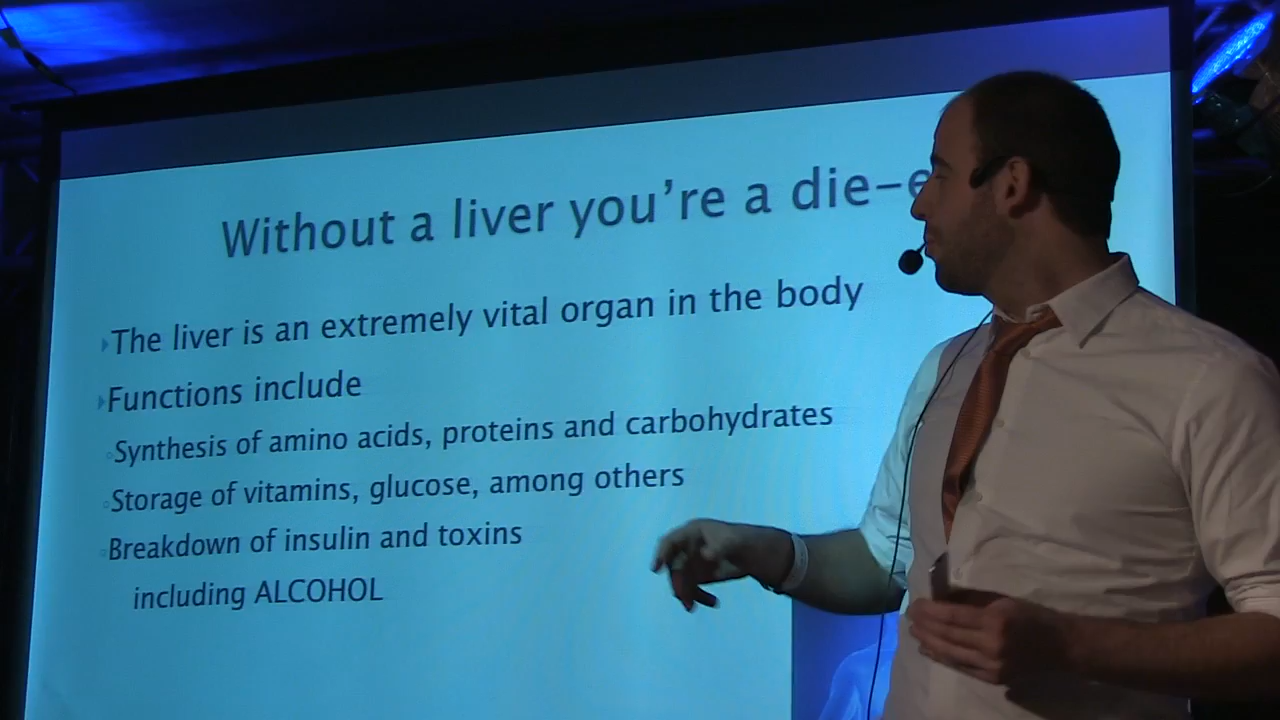 Without a liver you're a die-e
The liver is an extremely vital organ in the body
Functions include
Synthesis of amino acids, proteins and carbohydrates
Storage of vitamins, glucose, among others
Breakdown of insulin and toxins
including ALCOHOL